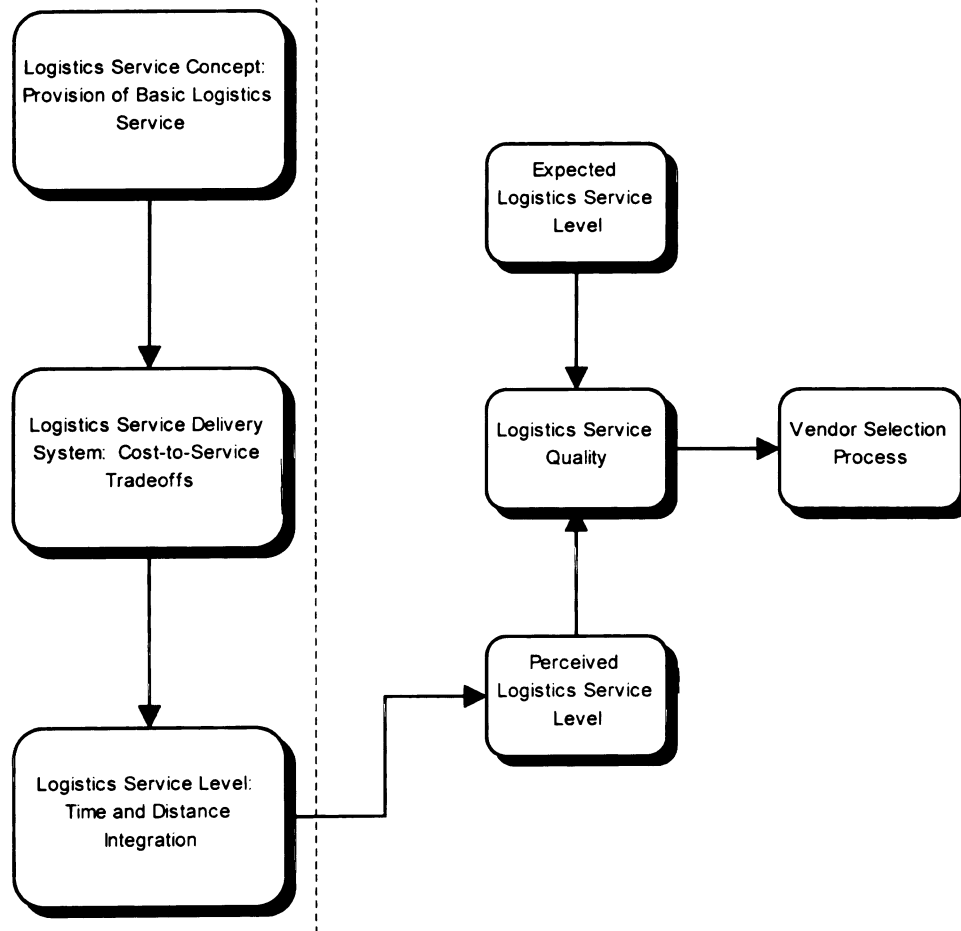 Logistics Service Concept:
Provision of Basic Logistics
Service
Logistics Service Delivery
System: Cost-to-Service
Tradeoffs
Logistics Service Level:
Time and Distance
Integration
Expected
Logistics Service
Level
Logistics Service
Quality
Vendor Selection
Process
Perceived
Logistics Service
Level